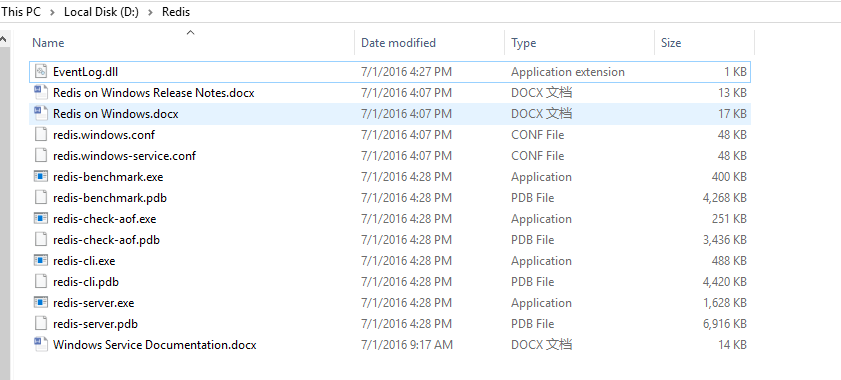 This PC > Local Disk (D:) > Redis
Name Date modified Type Size
EventLog.dll 7/1/2016 4:27 PM Application extension 1 KB
Redis on Windows Release Notes.docx 7/1/2016 4:07 PM DOCX 文档 13 KB
Redis on Windows.docx 7/1/2016 4:07 PM DOCX 文档 17 KB
redis.windows.conf 7/1/2016 4:07 PM CONF File 48 KB
redis.windows-service.conf 7/1/2016 4:07 PM CONF File 48 KB
redis-benchmark.exe 7/1/2016 4:28 PM Application 400 KB
redis-benchmark.pdb 7/1/2016 4:28 PM PDB File 4,268 KB
redis-check-aof.exe 7/1/2016 4:28 PM Application 251 KB
redis-check-aof.pdb 7/1/2016 4:28 PM PDB File 3,436 KB
redis-cli.exe 7/1/2016 4:28 PM Application 488 KB
redis-cli.pdb 7/1/2016 4:28 PM PDB File 4,420 KB
redis-server.exe 7/1/2016 4:28 PM Application 1,628 KB
redis-server.pdb 7/1/2016 4:28 PM PDB File 6,916 KB
Windows Service Documentation.docx 7/1/2016 9:17 AM DOCX 文档 14 KB